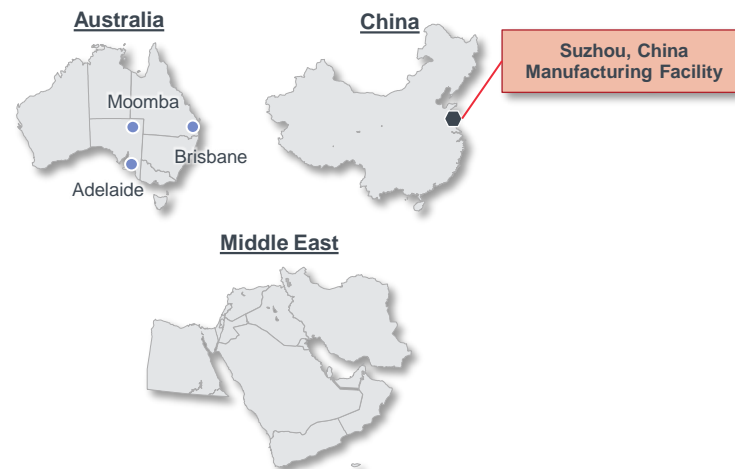 Australia
China
Suzhou, China
Manufacturing Facility
Moomba
Brisbane
Adelaide
Middle East